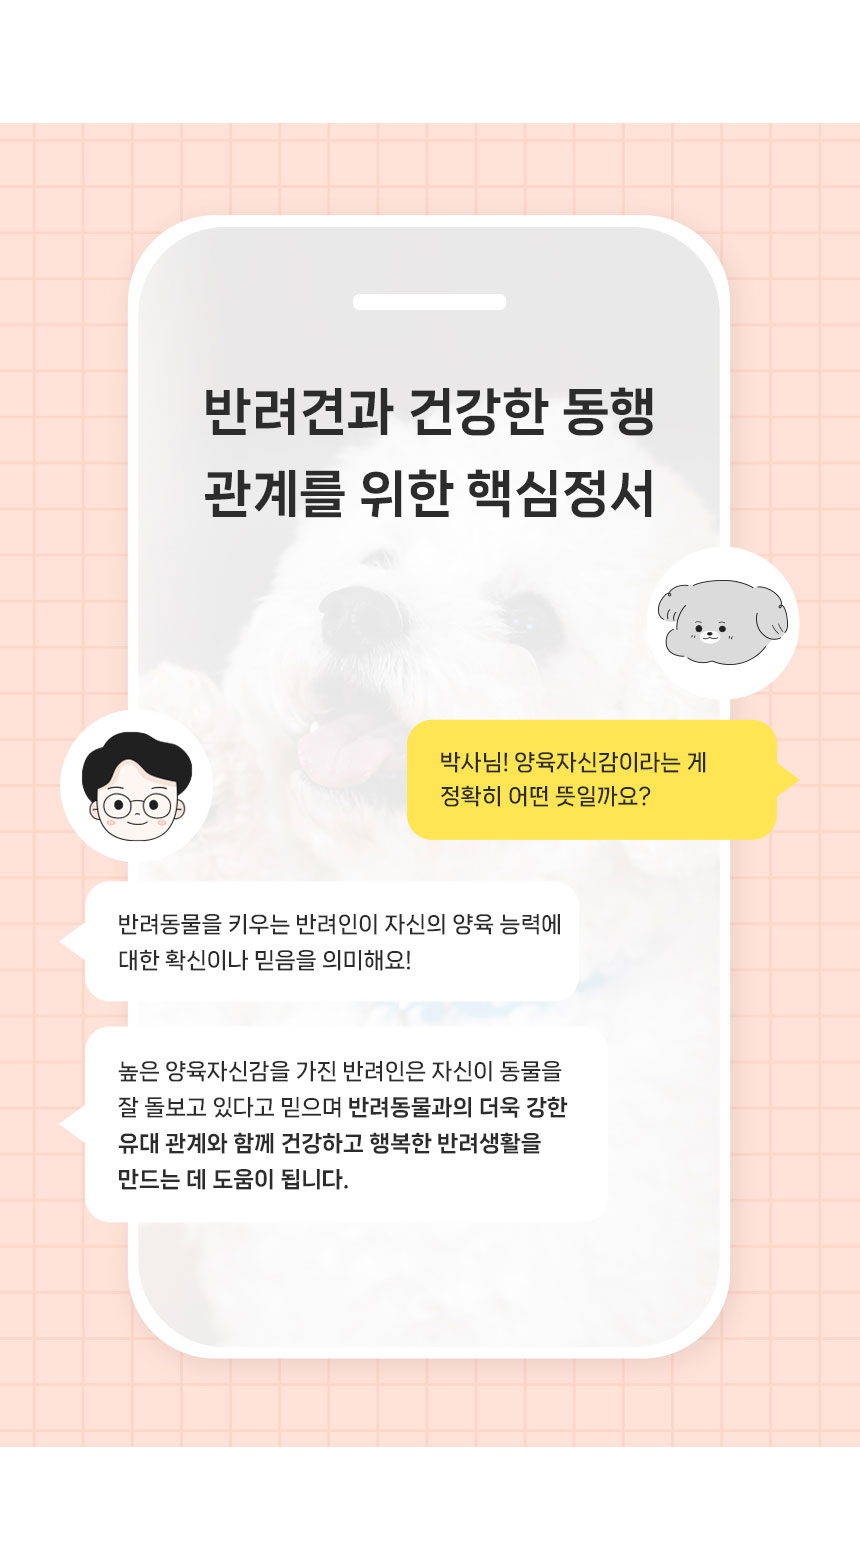 반려견과 건강한 동행
관계를 위한 핵심정서
박사님! 양육자신감이라는 게
정확히 어떤 뜻일까요?
반려동물을 키우는 반려인이 자신의 양육 능력에
대한 확신이나 믿음을 의미해요!
높은 양육자신감을 가진 반려인은 자신이 동물을
잘 돌보고 있다고 믿으며 반려동물과의 더욱 강한
유대 관계와 함께 건강하고 행복한 반려생활을
만드는 데 도움이 됩니다.